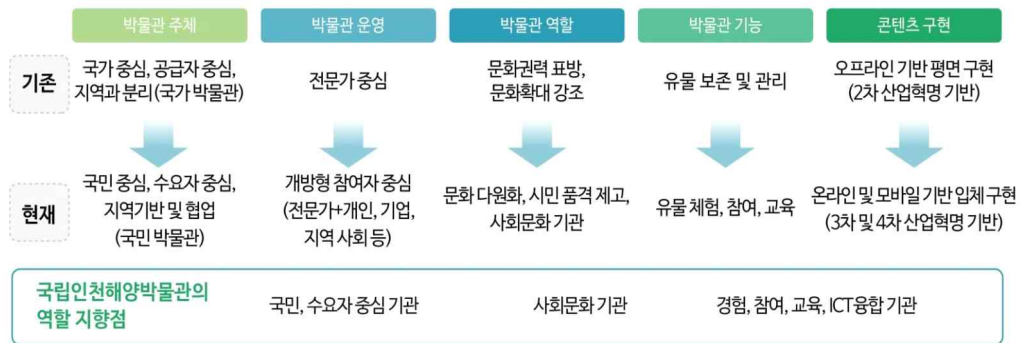 박물관 주체
박물관 운영
박물관 역할
박물관 기능
콘텐츠 구현
기존
국가 중심, 공급자 중심,
지역과 분리 (국가 박물관)
전문가 중심
문화권력 표방,
문화확대 강조
유물 보존 및 관리
오프라인 기반 평면 구현
(2차 산업혁명 기반)
현재
국민 중심, 수요자 중심,
지역기반 및 협업
(국민 박물관)
개방형 참여자 중심
(전문가+개인, 기업,
지역 사회 등)
문화 다원화, 시민 품격 제고,
사회문화 기관
유물 체험, 참여, 교육
온라인 및 모바일 기반 입체 구현
(3차 및 4차 산업혁명 기반)
국립인천해양박물관의
역할 지향점
국민, 수요자 중심 기관
사회문화 기관
경험, 참여, 교육, ICT융합 기관